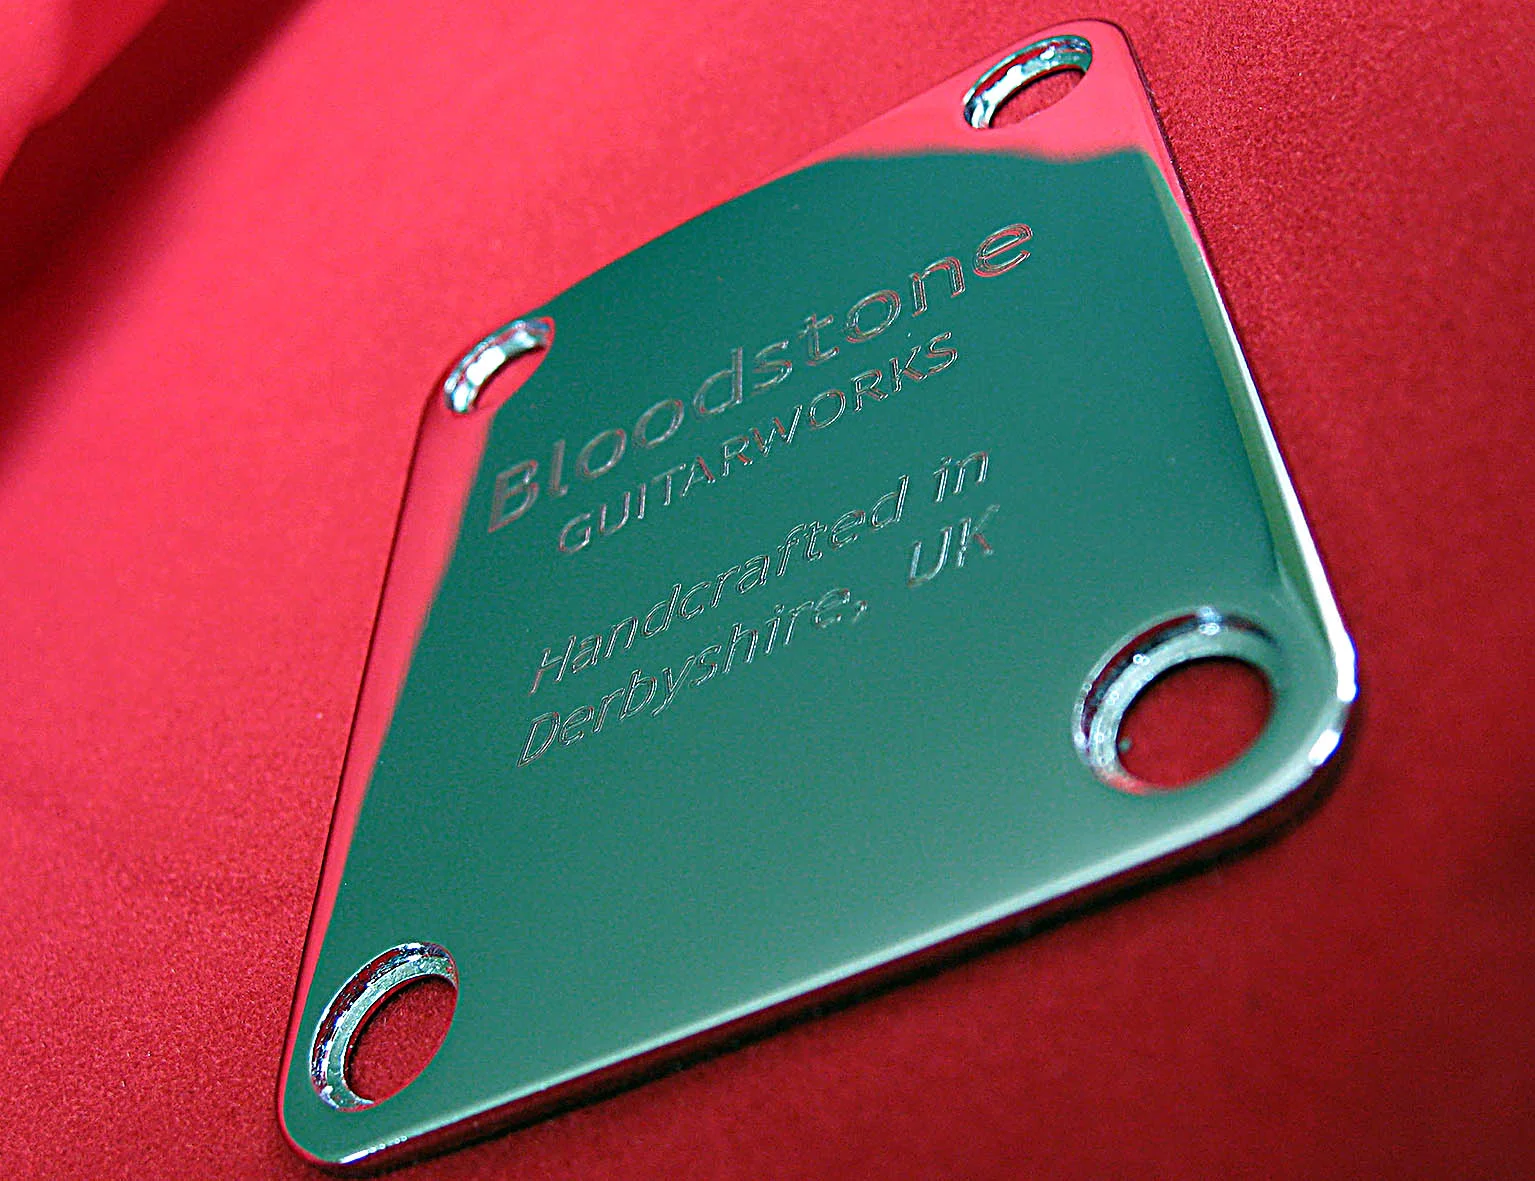 Bloodstone
GUITARWORKS
Handcrafted in
Derbyshire, UK